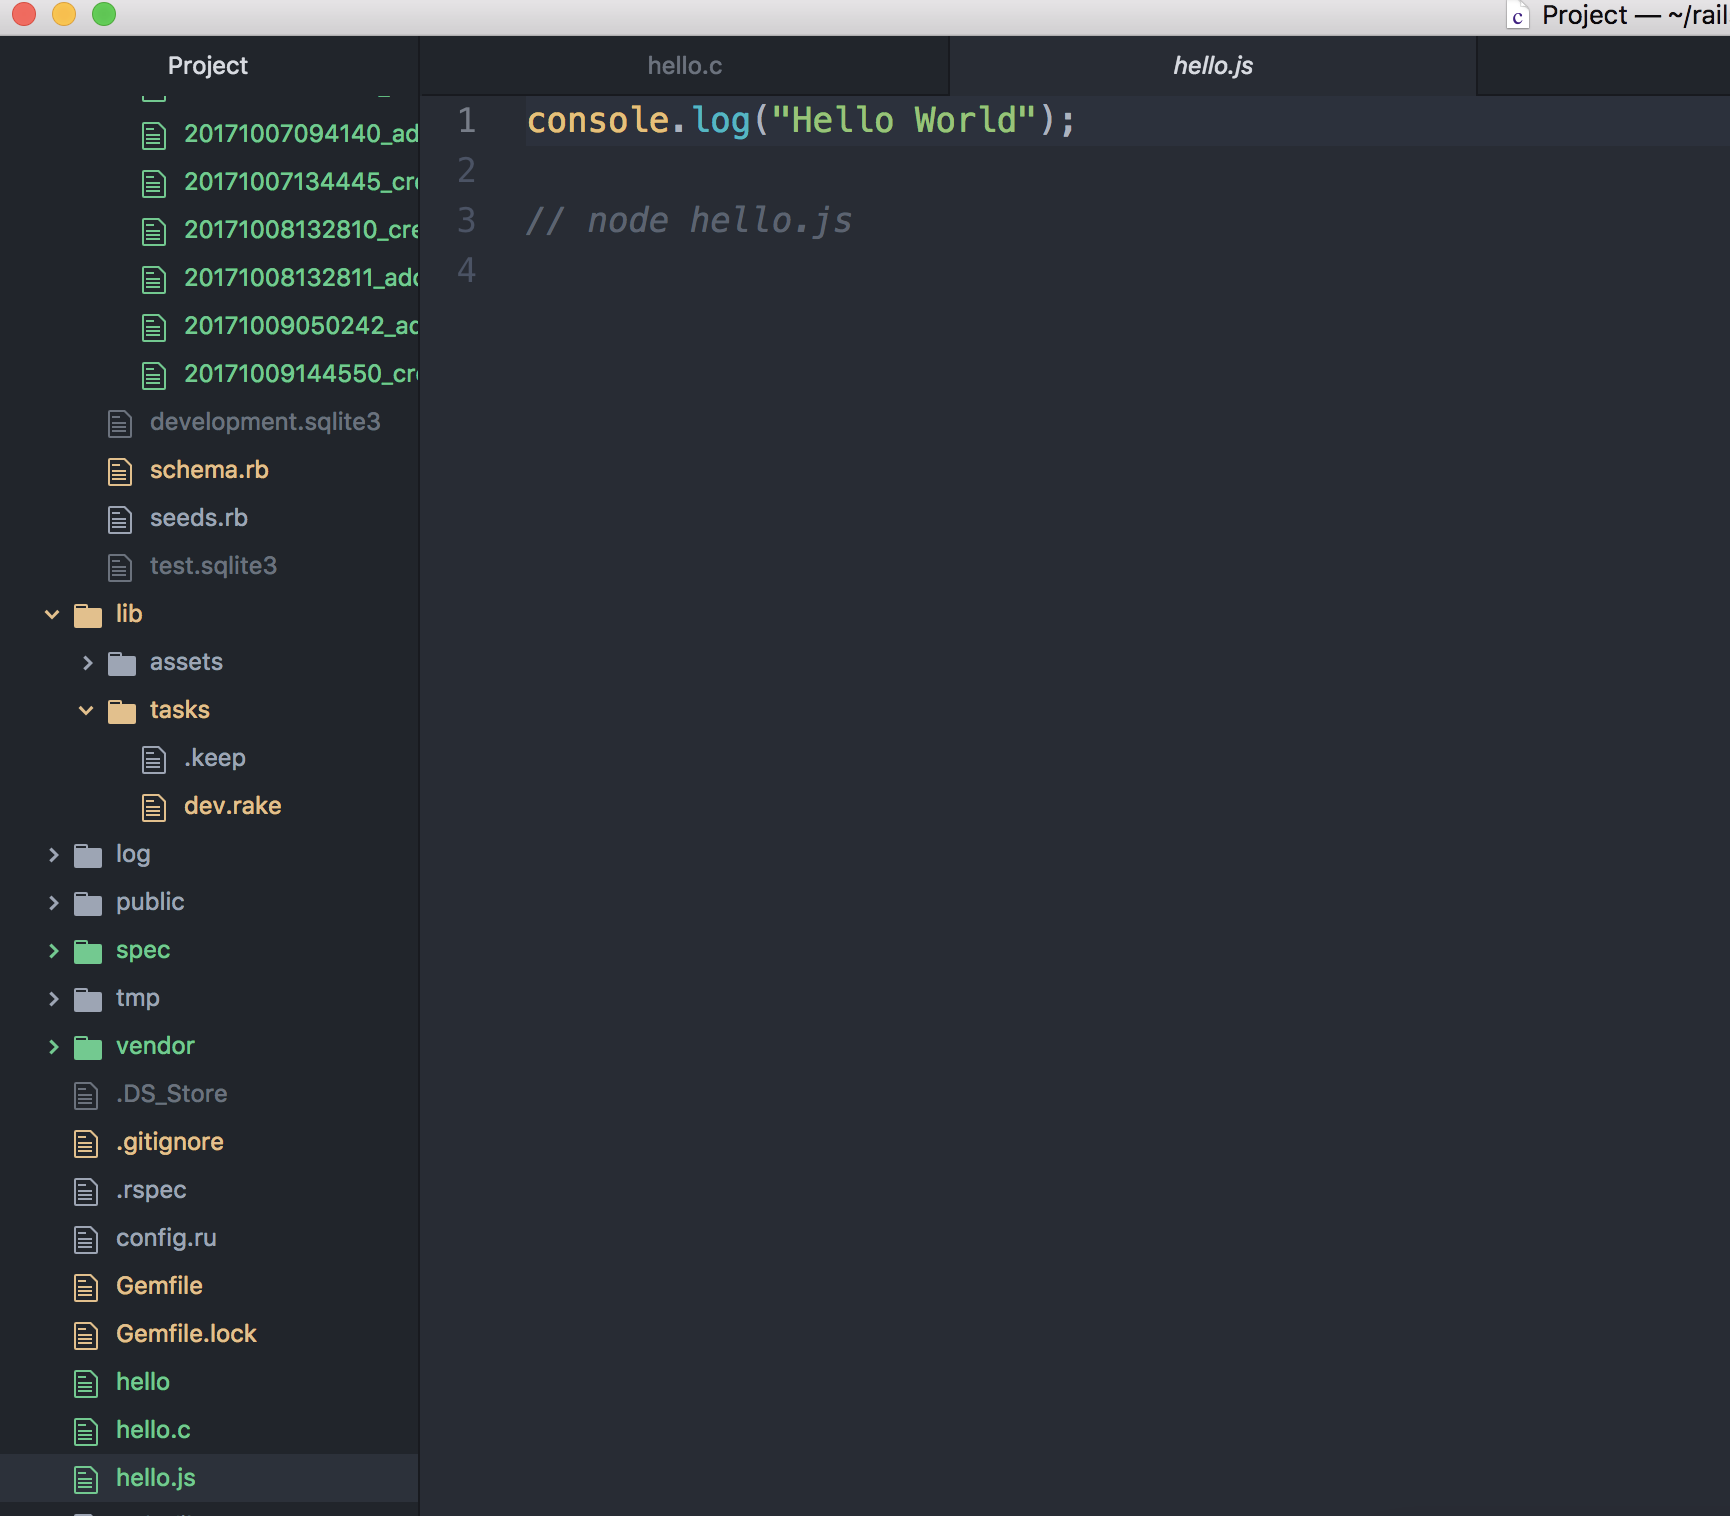 Project — ~/rail
Project
hello.c
hello.js
20171007094140_ad
20171007134445_cr
20171008132810_cre
20171008132811_add
20171009050242_ad
20171009144550_cr
development.sqlite3
schema.rb
seeds.rb
test.sqlite3
lib
assets
tasks
.keep
dev.rake
log
public
spec
tmp
vendor
.DS_Store
.gitignore
.rspec
config.ru
Gemfile
Gemfile.lock
hello
hello.c
hello.js
1 console.log("Hello World");
2
3 // node hello.js
4